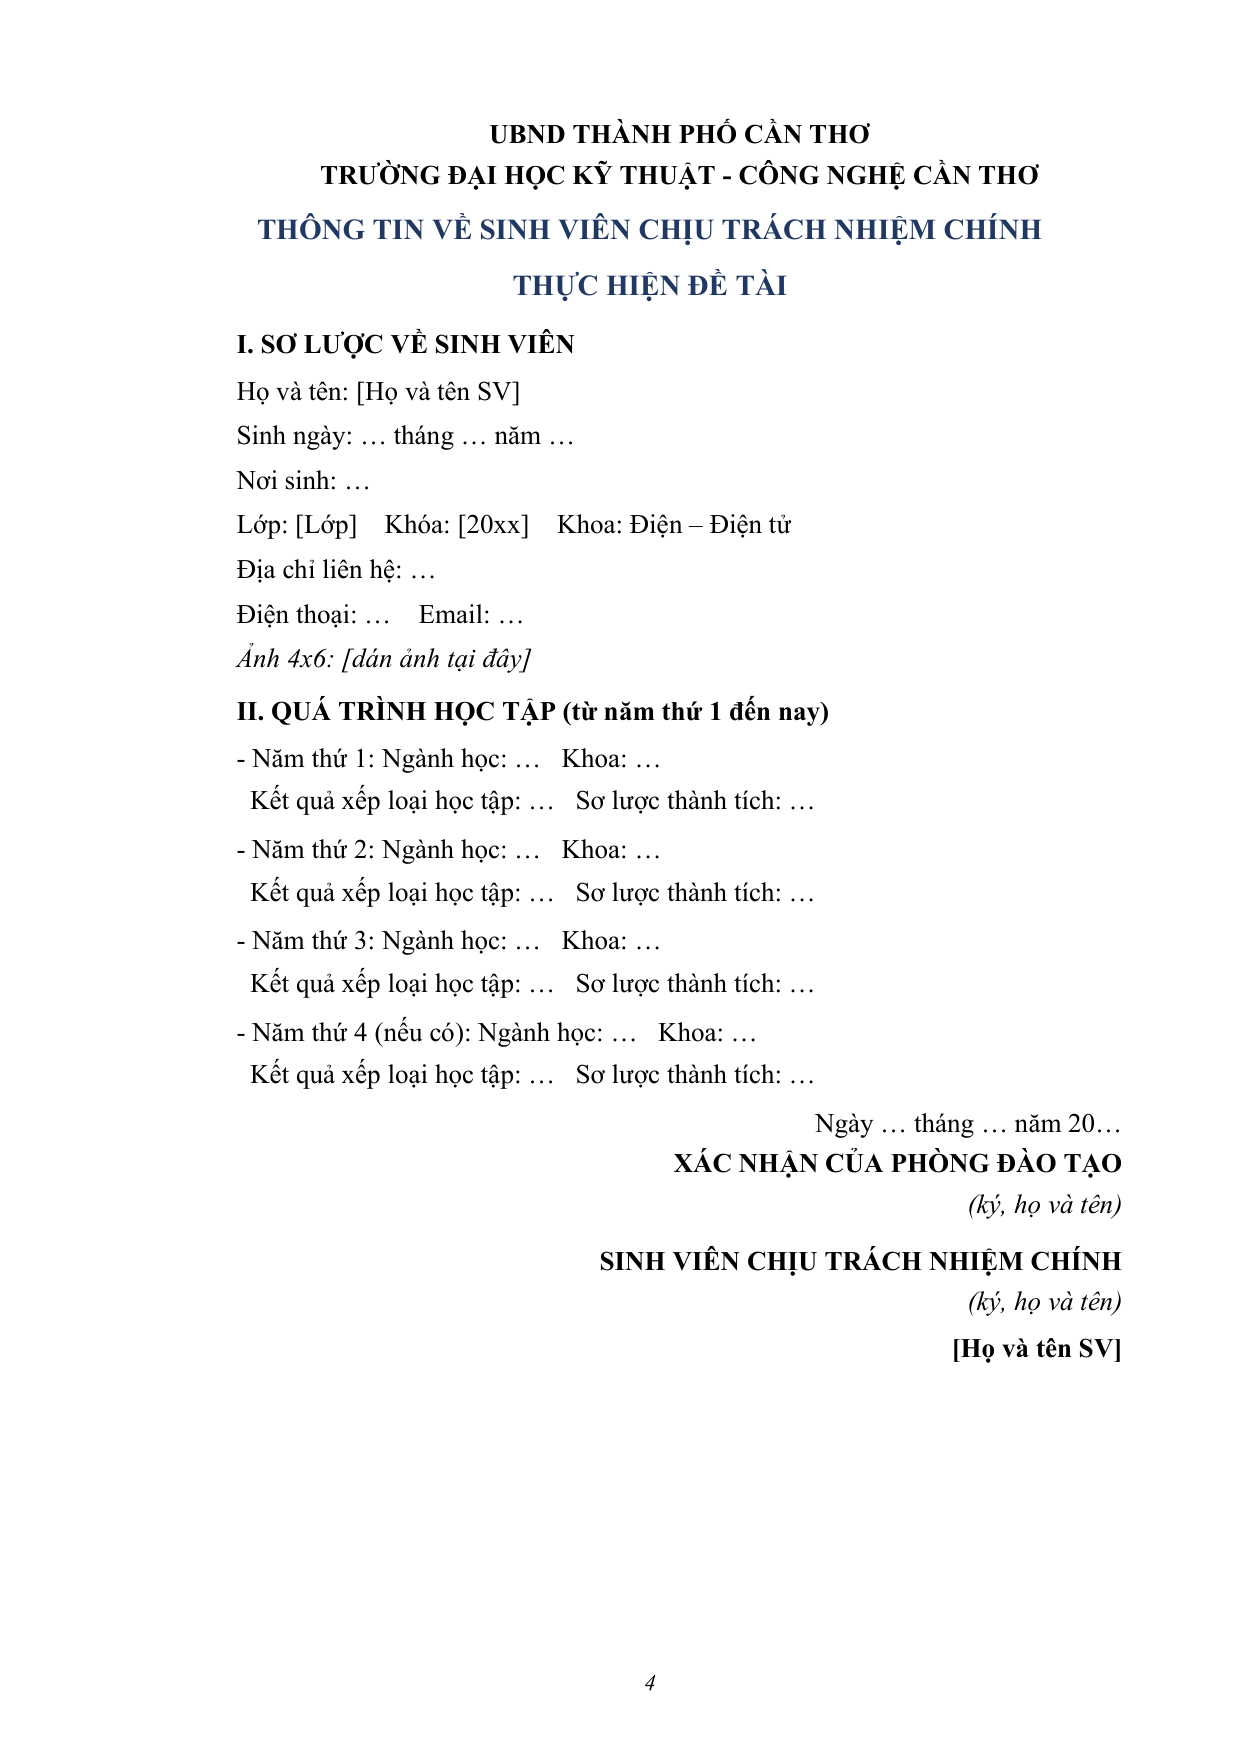 UBND THÀNH PHỐ CẦN THƠ
TRƯỜNG ĐẠI HỌC KỸ THUẬT - CÔNG NGHỆ CẦN THƠ
THÔNG TIN VỀ SINH VIÊN CHỊU TRÁCH NHIỆM CHÍNH
THỰC HIỆN ĐỀ TÀI
I. SƠ LƯỢC VỀ SINH VIÊN
Họ và tên: [Họ và tên SV]
Sinh ngày: … tháng … năm …
Nơi sinh: …
Lớp: [Lớp] Khóa: [20xx] Khoa: Điện – Điện tử
Địa chỉ liên hệ: …
Điện thoại: … Email: …
Ảnh 4x6: [dán ảnh tại đây]
II. QUÁ TRÌNH HỌC TẬP (từ năm thứ 1 đến nay)
- Năm thứ 1: Ngành học: … Khoa: …
Kết quả xếp loại học tập: … Sơ lược thành tích: …
- Năm thứ 2: Ngành học: … Khoa: …
Kết quả xếp loại học tập: … Sơ lược thành tích: …
- Năm thứ 3: Ngành học: … Khoa: …
Kết quả xếp loại học tập: … Sơ lược thành tích: …
- Năm thứ 4 (nếu có): Ngành học: … Khoa: …
Kết quả xếp loại học tập: … Sơ lược thành tích: …
Ngày … tháng … năm 20…
XÁC NHẬN CỦA PHÒNG ĐÀO TẠO
(ký, họ và tên)
SINH VIÊN CHỊU TRÁCH NHIỆM CHÍNH
(ký, họ và tên)
[Họ và tên SV]
4